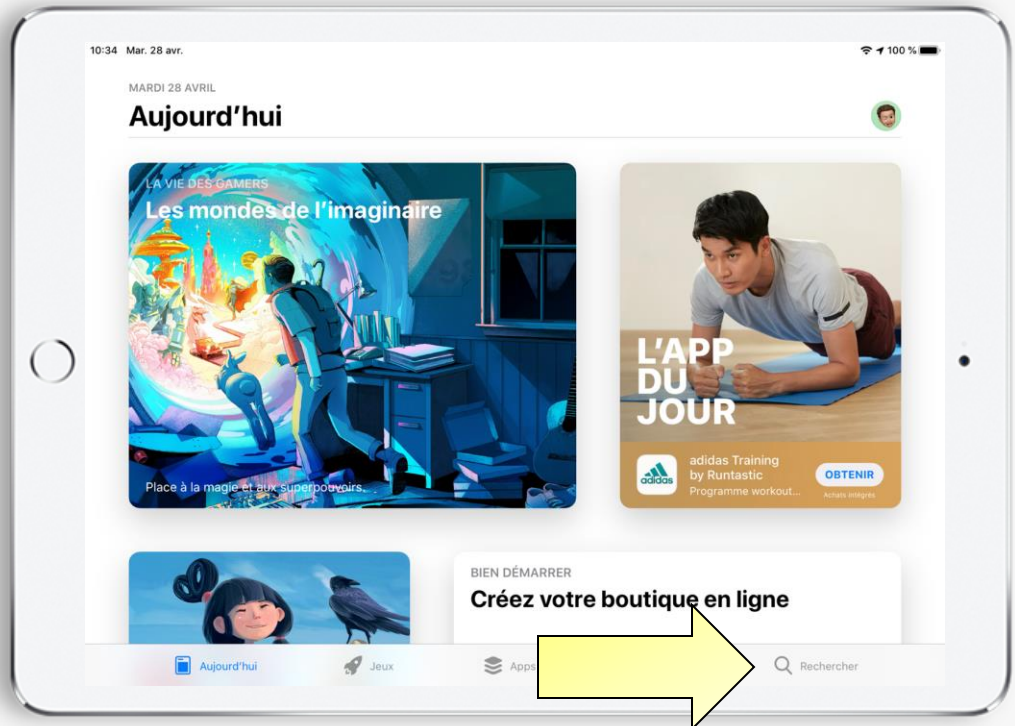 10:34 Mar. 28 avr.
100 %
MARDI 28 AVRIL
Aujourd'hui
LA VIE DES GAMERS
Les mondes de l'imaginaire
Place à la magie et aux superpouvoirs.
L'APP
DU
JOUR
adidas
adidas Training
by Runtastic
Programme workout...
OBTENIR
Achats intégrés
BIEN DÉMARRER
Créez votre boutique en ligne
Aujourd'hui
Jeux
Apps
Rechercher